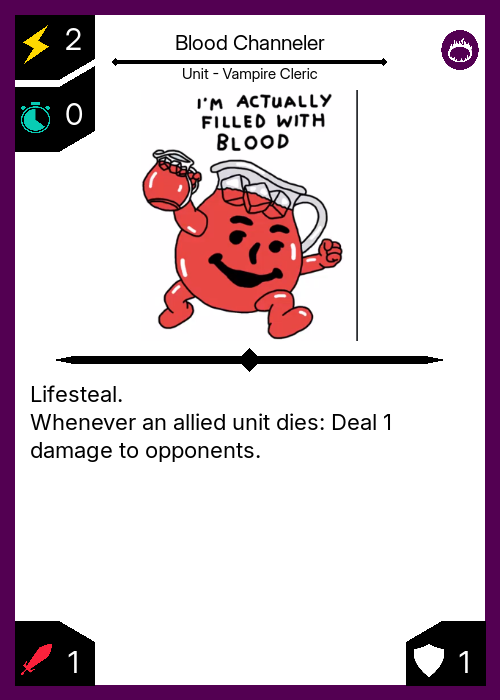 2
Blood Channeler
Unit - Vampire Cleric
0
I'M ACTUALLY
FILLED WITH
BLOOD
Lifesteal.
Whenever an allied unit dies: Deal 1
damage to opponents.
1
1